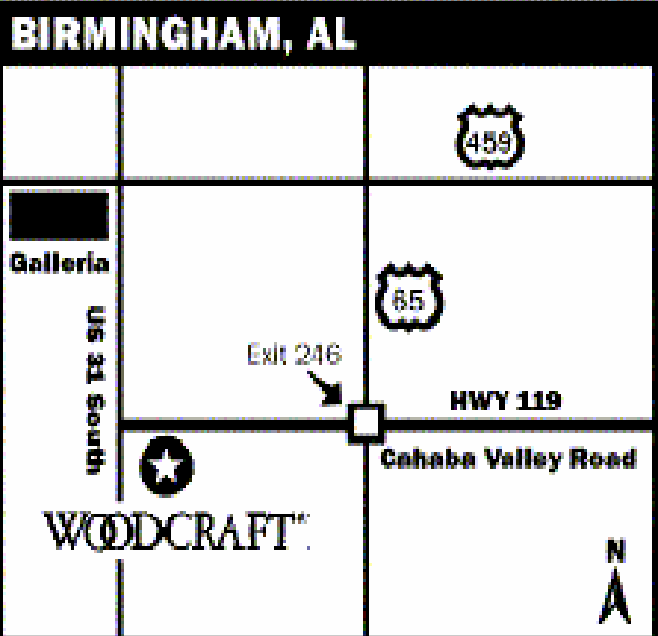 BIRMINGHAM, AL
459
Galleria
65
US 31 South
Exit 246
HWY 119
Cahaba Valley Road
WOODCRAFT
N